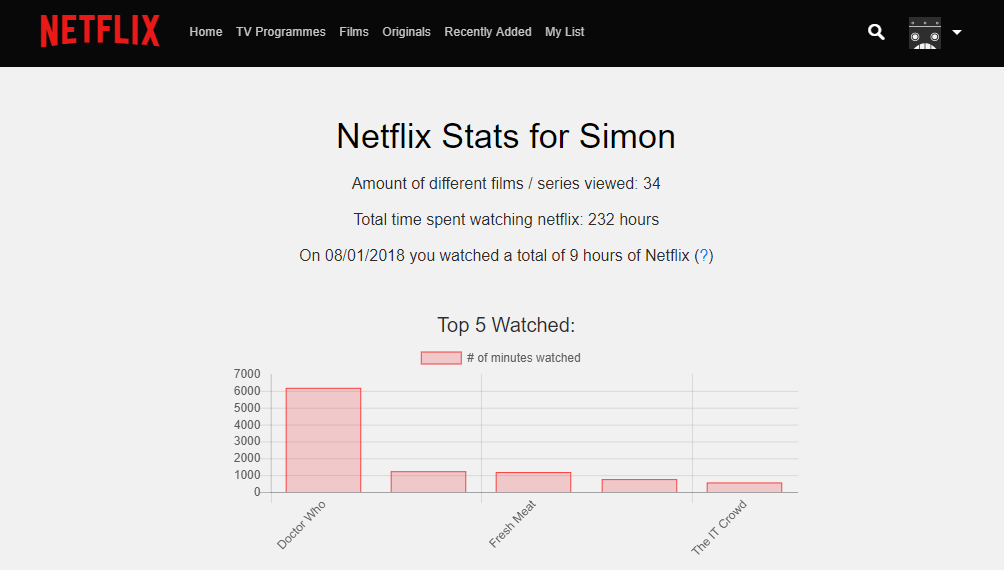 NETFLIX Home TV Programmes Films Originals Recently Added My List
Netflix Stats for Simon
Amount of different films / series viewed: 34
Total time spent watching netflix: 232 hours
On 08/01/2018 you watched a total of 9 hours of Netflix (?)
Top 5 Watched:
# of minutes watched
7000
6000
5000
4000
3000
2000
1000
0
Doctor Who
Fresh Meat
The IT Crowd